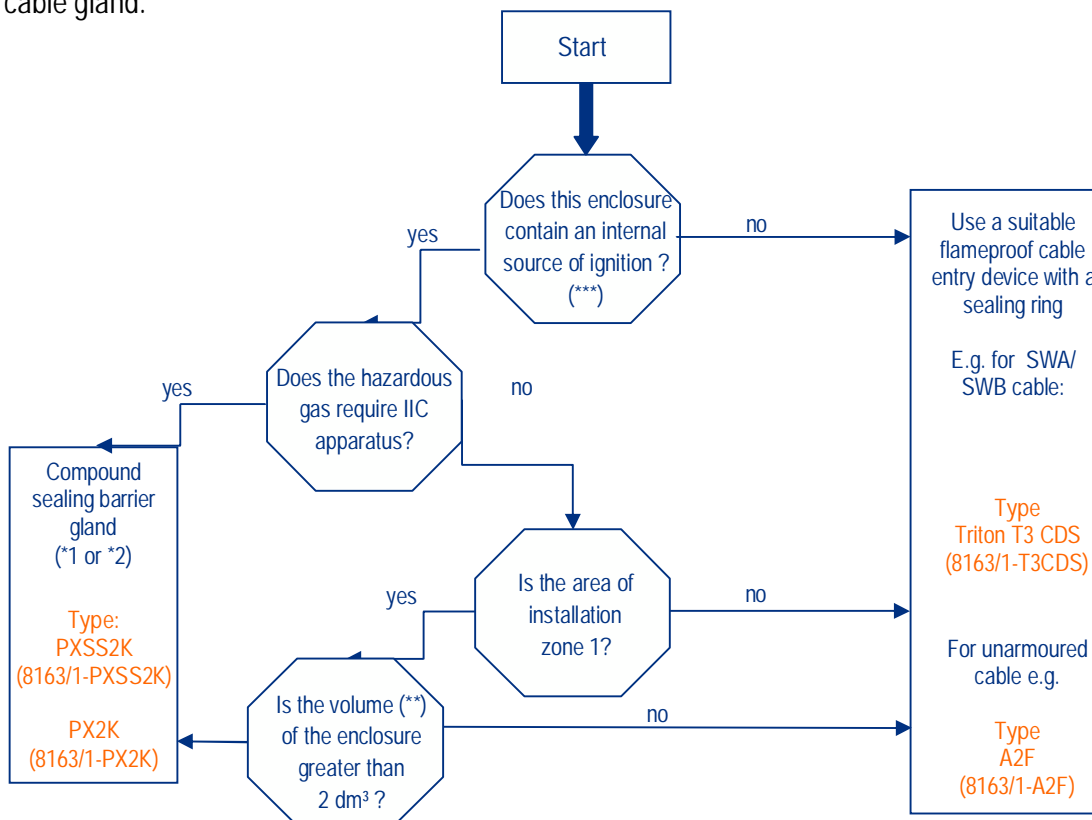 cable gland.
Start
Does this enclosure
contain an internal
source of ignition ?
(***)
yes
no
Does the hazardous
gas require IIC
apparatus?
yes
no
Compound
sealing barrier
gland
(*1 or *2)
Type:
PXSS2K
(8163/1-PXSS2K)
PX2K
(8163/1-PX2K)
Is the area of
installation
zone 1?
yes
no
Is the volume (**)
of the enclosure
greater than
2 dm³ ?
no
Use a suitable
flameproof cable
entry device with a
sealing ring
E.g. for SWA/
SWB cable:
Type
Triton T3 CDS
(8163/1-T3CDS)
For unarmoured
cable e.g.
Type
A2F
(8163/1-A2F)